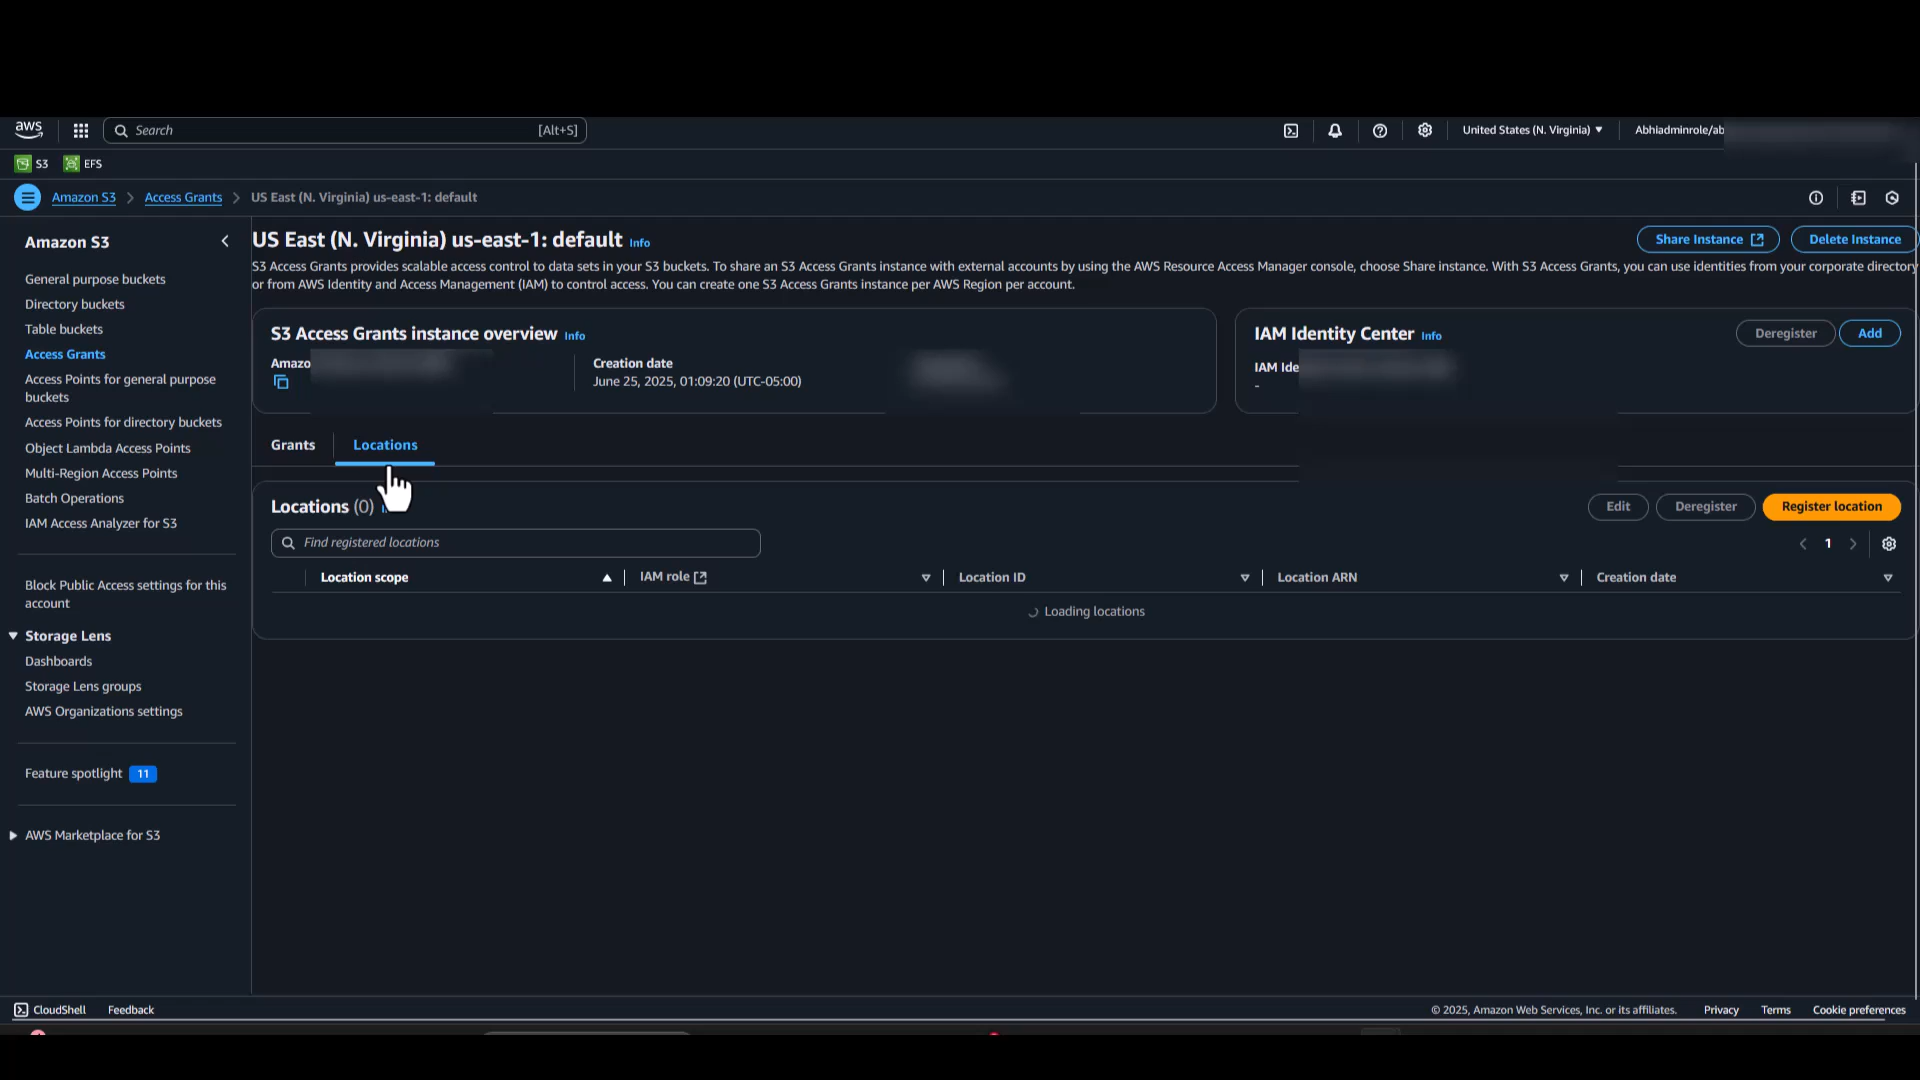 aws
Search [Alt+S]
United States (N. Virginia)
Abhiadminrole/ab
S3 EFS
Amazon S3 Access Grants US East (N. Virginia) us-east-1: default
Amazon S3
General purpose buckets
Directory buckets
Table buckets
Access Grants
Access Points for general purpose
buckets
Access Points for directory buckets
Object Lambda Access Points
Multi-Region Access Points
Batch Operations
IAM Access Analyzer for S3
Block Public Access settings for this
account
Storage Lens
Dashboards
Storage Lens groups
AWS Organizations settings
Feature spotlight 11
AWS Marketplace for S3
US East (N. Virginia) us-east-1: default Info
Share Instance
Delete Instance
S3 Access Grants provides scalable access control to data sets in your S3 buckets. To share an S3 Access Grants instance with external accounts by using the AWS Resource Access Manager console, choose Share instance. With S3 Access Grants, you can use identities from your corporate directory
or from AWS Identity and Access Management (IAM) to control access. You can create one S3 Access Grants instance per AWS Region per account.
S3 Access Grants instance overview Info
Amazo
Creation date
June 25, 2025, 01:09:20 (UTC-05:00)
IAM Identity Center Info
Deregister
Add
IAM Ide
-
Grants
Locations
Locations (0)
Edit
Deregister
Register location
Find registered locations
1
Location scope
IAM role
Location ID
Location ARN
Creation date
Loading locations
CloudShell Feedback
© 2025, Amazon Web Services, Inc. or its affiliates. Privacy Terms Cookie preferences